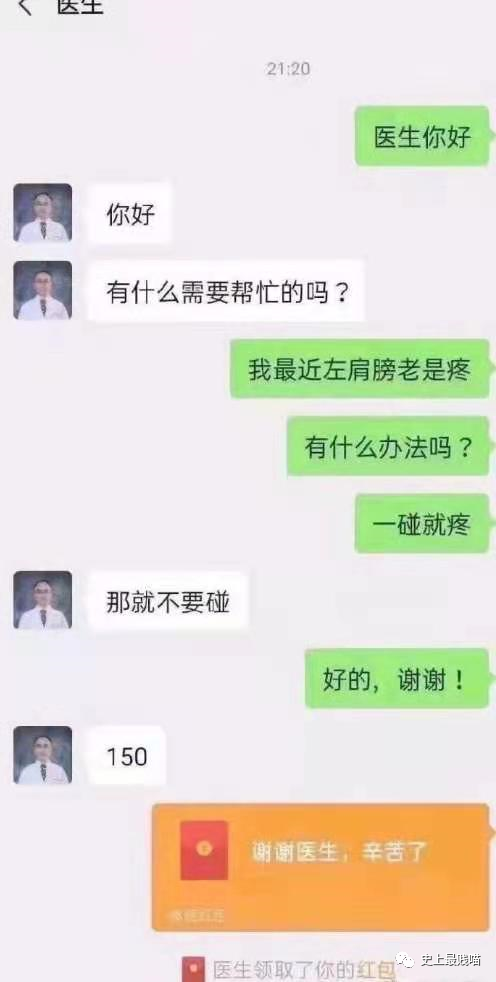 医生
21:20
医生你好
你好
有什么需要帮忙的吗？
我最近左肩膀老是疼
有什么办法吗？
一碰就疼
那就不要碰
好的，谢谢！
150
谢谢医生，辛苦了
微信红包
医生领取了你的红包
史上最贱喵